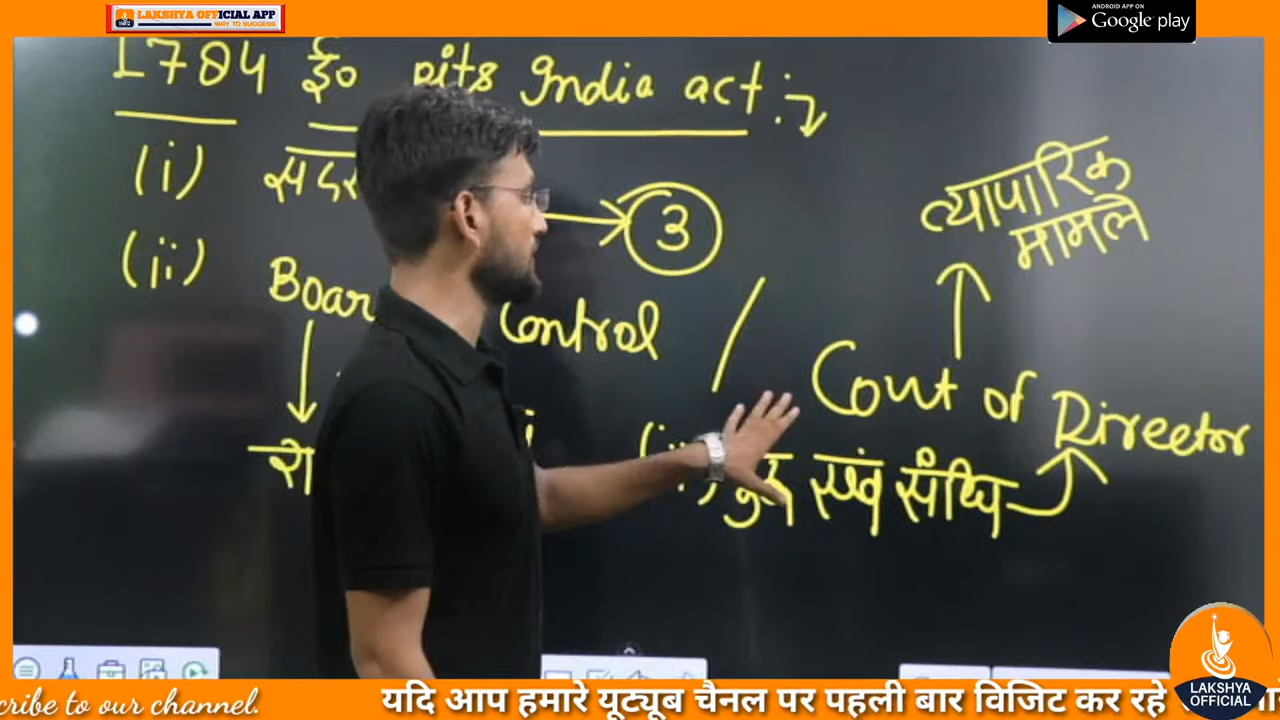 LAKSHYA OFFICIAL APP
WAY TO SUCCESS
ANDROID APP ON
Google play
1784 ई० pits India act :
(i) → 3
(ii) control / Cout of Director
व्यापारिक
मामले
एवं संधि
LAKSHYA
OFFICIAL
cribe to our channel.
यदि आप हमारे यूट्यूब चैनल पर पहली बार विजिट कर रहे